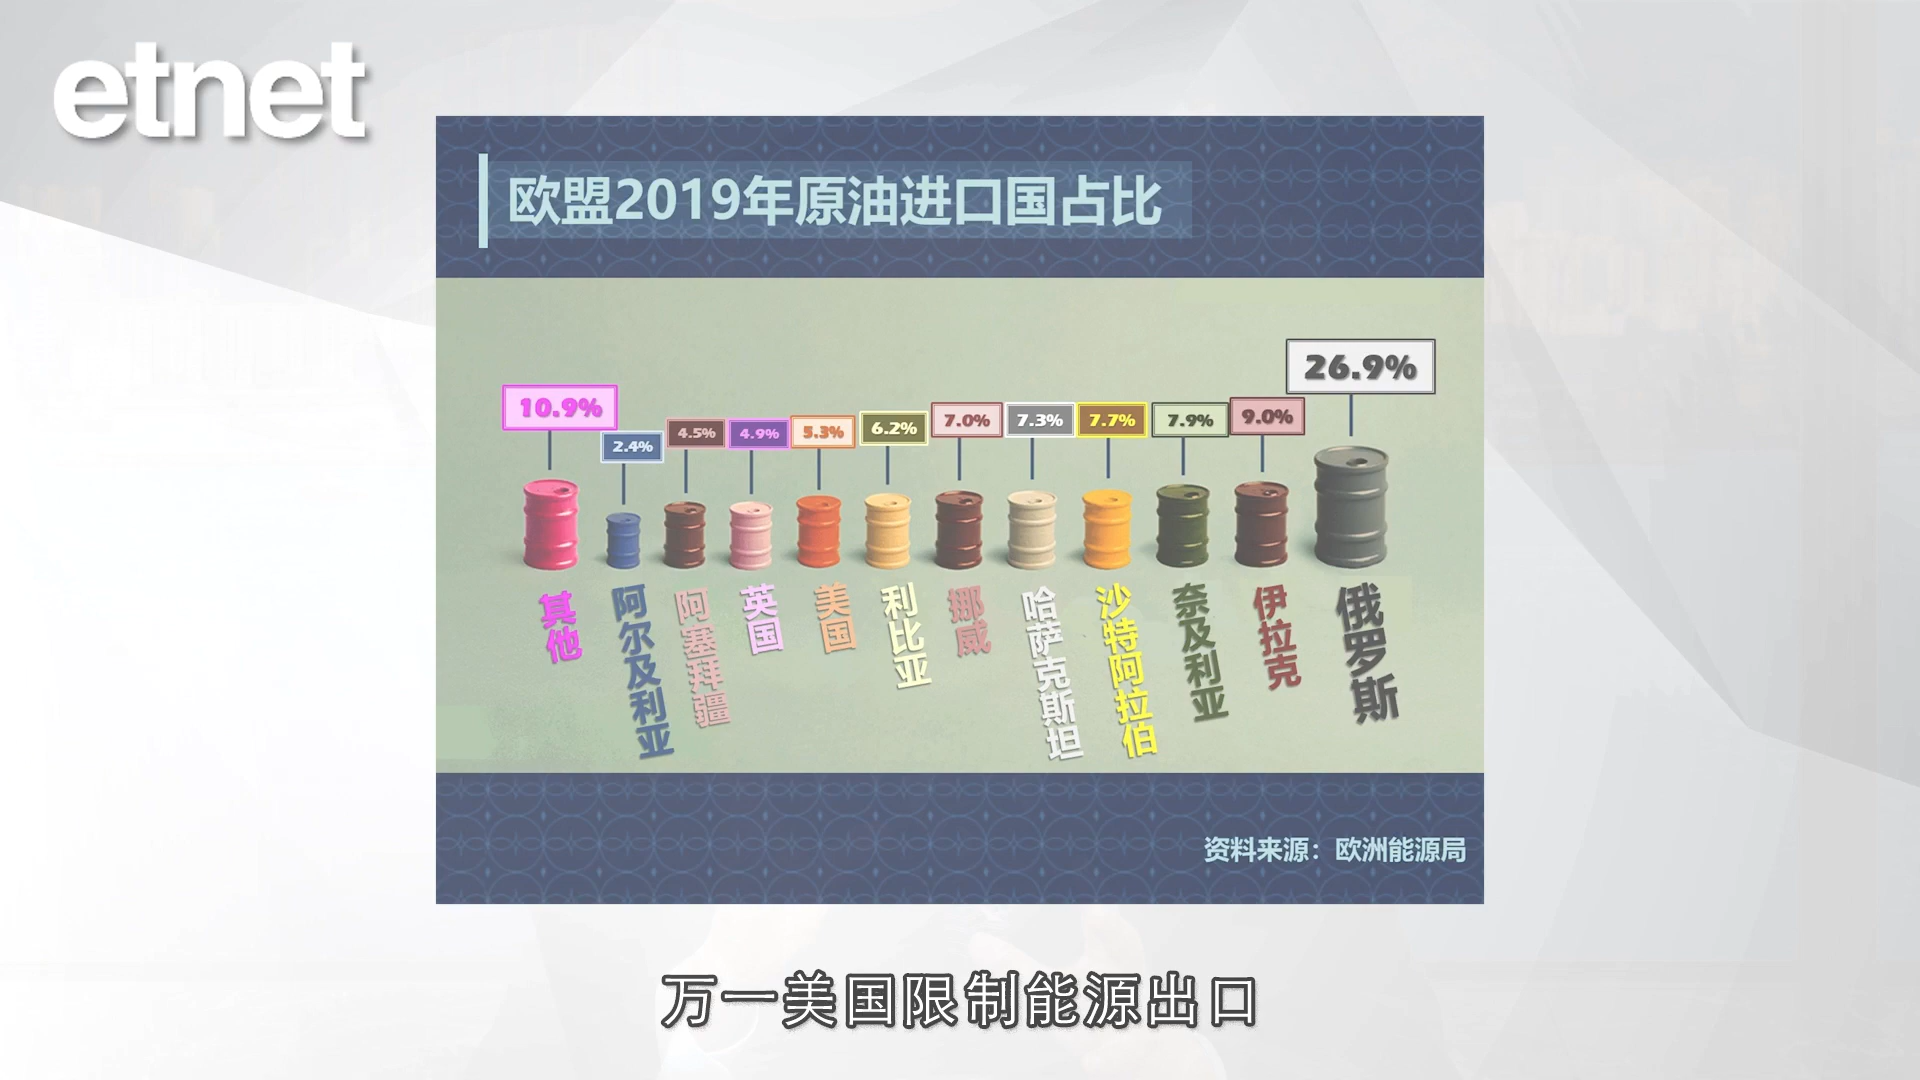 etnet
欧盟2019年原油进口国占比
26.9%
10.9%
2.4%
4.5%
4.9%
5.3%
6.2%
7.0%
7.3%
7.7%
7.9%
9.0%
其他
阿尔及利亚
阿塞拜疆
英国
美国
利比亚
挪威
哈萨克斯坦
沙特阿拉伯
奈及利亚
伊拉克
俄罗斯
资料来源：欧洲能源局
万一美国限制能源出口